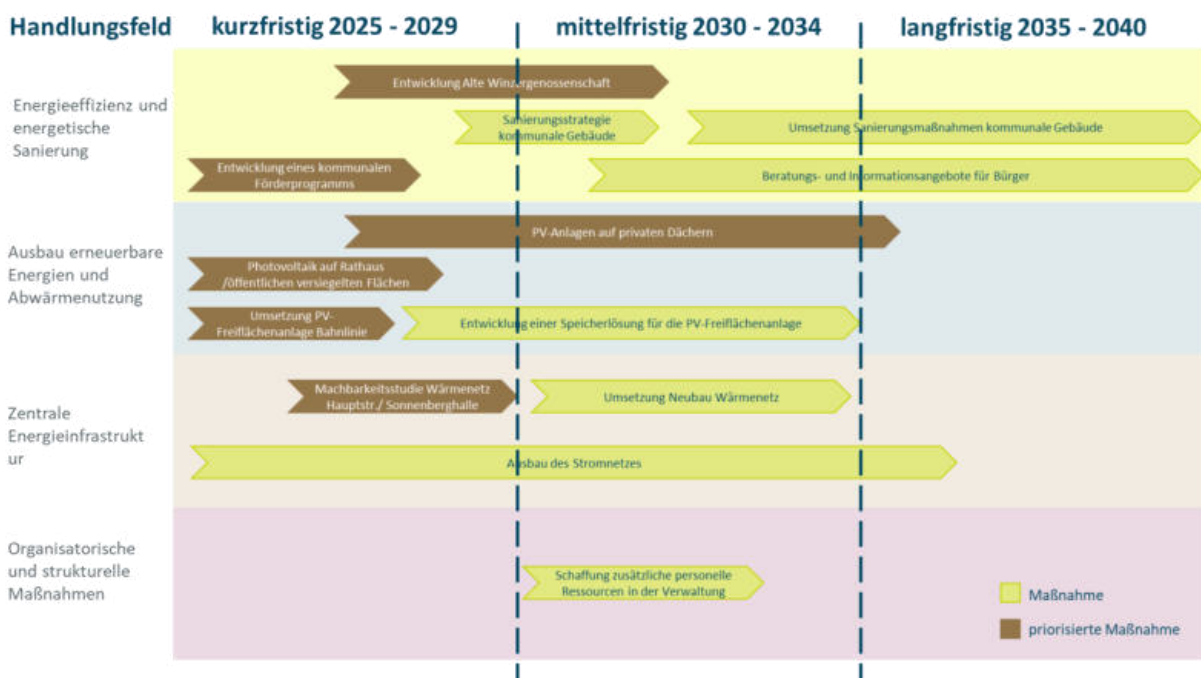 Handlungsfeld
kurzfristig 2025 - 2029
mittelfristig 2030 - 2034
langfristig 2035 - 2040
Energieeffizienz und
energetische
Sanierung
Entwicklung Alte Winzergenossenschaft
Sanierungsstrategie
kommunale Gebäude
Umsetzung Sanierungsmaßnahmen kommunale Gebäude
Entwicklung eines kommunalen
Förderprogramms
Beratungs- und Informationsangebote für Bürger
Ausbau erneuerbare
Energien und
Abwärmenutzung
PV-Anlagen auf privaten Dächern
Photovoltaik auf Rathaus
/öffentlichen versiegelten Flächen
Umsetzung PV-
Freiflächenanlage Bahnlinie
Entwicklung einer Speicherlösung für die PV-Freiflächenanlage
Zentrale
Energieinfrastrukt
ur
Machbarkeitsstudie Wärmenetz
Hauptstr./ Sonnenberghalle
Umsetzung Neubau Wärmenetz
Ausbau des Stromnetzes
Organisatorische
und strukturelle
Maßnahmen
Schaffung zusätzliche personelle
Ressourcen in der Verwaltung
Maßnahme
priorisierte Maßnahme